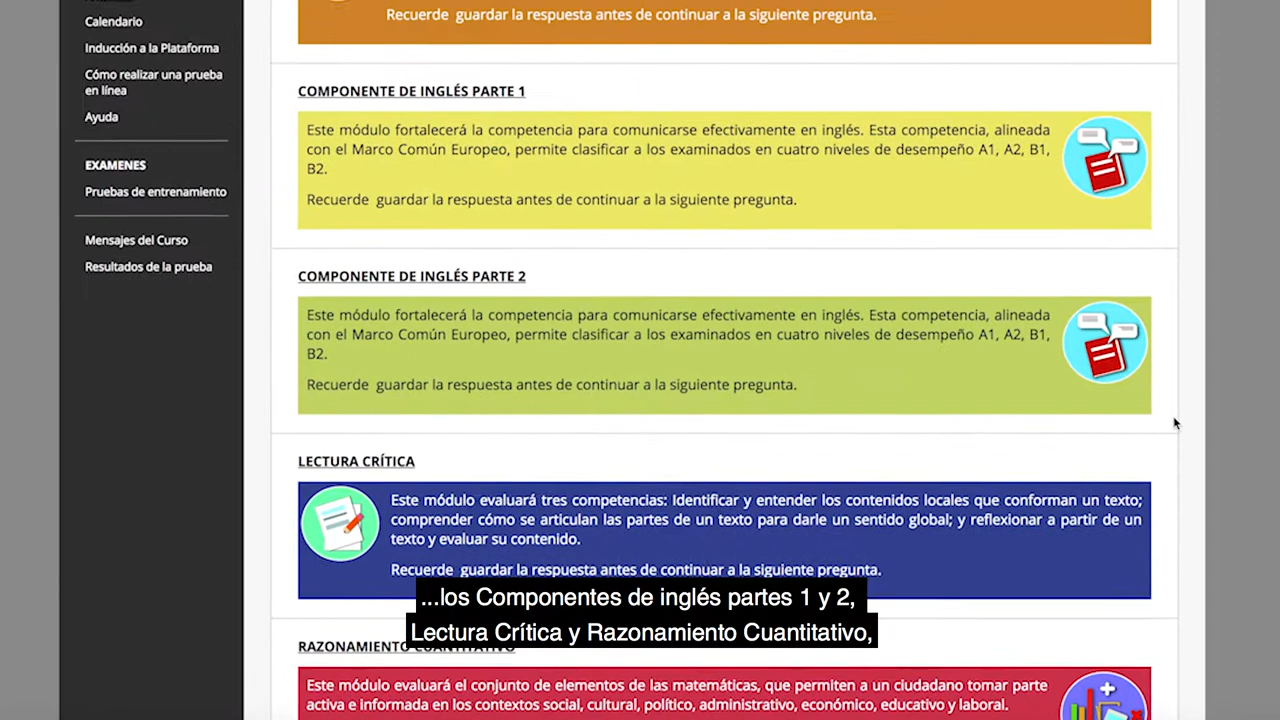 Calendario
Inducción a la Plataforma
Cómo realizar una prueba
en línea
Ayuda
EXAMENES
Pruebas de entrenamiento
Mensajes del Curso
Resultados de la prueba
Recuerde guardar la respuesta antes de continuar a la siguiente pregunta.
COMPONENTE DE INGLÉS PARTE 1
Este módulo fortalecerá la competencia para comunicarse efectivamente en inglés. Esta competencia, alineada
con el Marco Común Europeo, permite clasificar a los examinados en cuatro niveles de desempeño A1, A2, B1,
B2.
Recuerde guardar la respuesta antes de continuar a la siguiente pregunta.
COMPONENTE DE INGLÉS PARTE 2
Este módulo fortalecerá la competencia para comunicarse efectivamente en inglés. Esta competencia, alineada
con el Marco Común Europeo, permite clasificar a los examinados en cuatro niveles de desempeño A1, A2, B1,
B2.
Recuerde guardar la respuesta antes de continuar a la siguiente pregunta.
LECTURA CRÍTICA
Este módulo evaluará tres competencias: Identificar y entender los contenidos locales que conforman un texto;
comprender cómo se articulan las partes de un texto para darle un sentido global; y reflexionar a partir de un
texto y evaluar su contenido.
Recuerde guardar la respuesta antes de continuar a la siguiente pregunta.
...los Componentes de inglés partes 1 y 2,
Lectura Crítica y Razonamiento Cuantitativo,
RAZONAMIENTO CUANTITATIVO
Este módulo evaluará el conjunto de elementos de las matemáticas, que permiten a un ciudadano tomar parte
activa e informada en los contextos social, cultural, político, administrativo, económico, educativo y laboral.